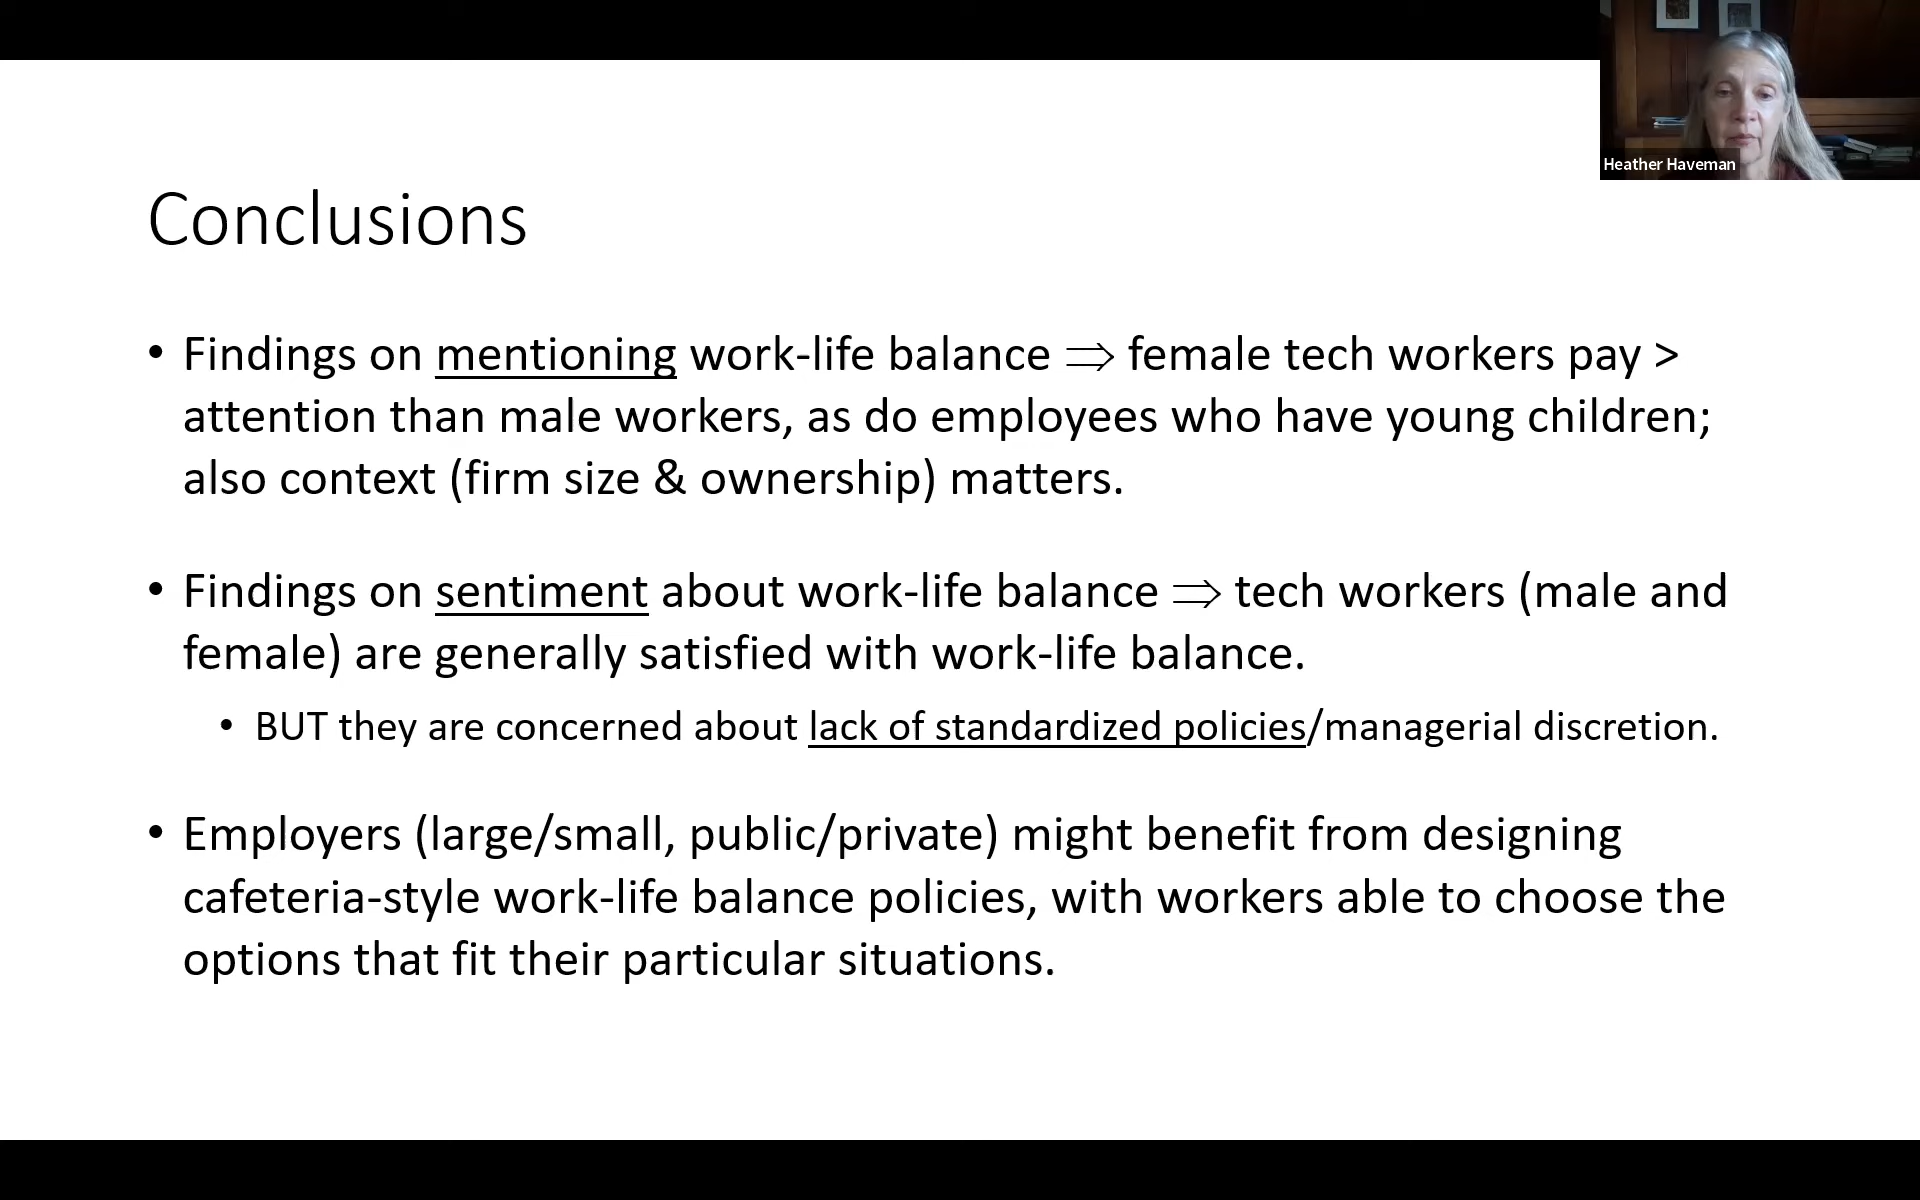 Heather Haveman
Conclusions
• Findings on mentioning work-life balance ⟹ female tech workers pay >
attention than male workers, as do employees who have young children;
also context (firm size & ownership) matters.
• Findings on sentiment about work-life balance ⟹ tech workers (male and
female) are generally satisfied with work-life balance.
• BUT they are concerned about lack of standardized policies/managerial discretion.
• Employers (large/small, public/private) might benefit from designing
cafeteria-style work-life balance policies, with workers able to choose the
options that fit their particular situations.